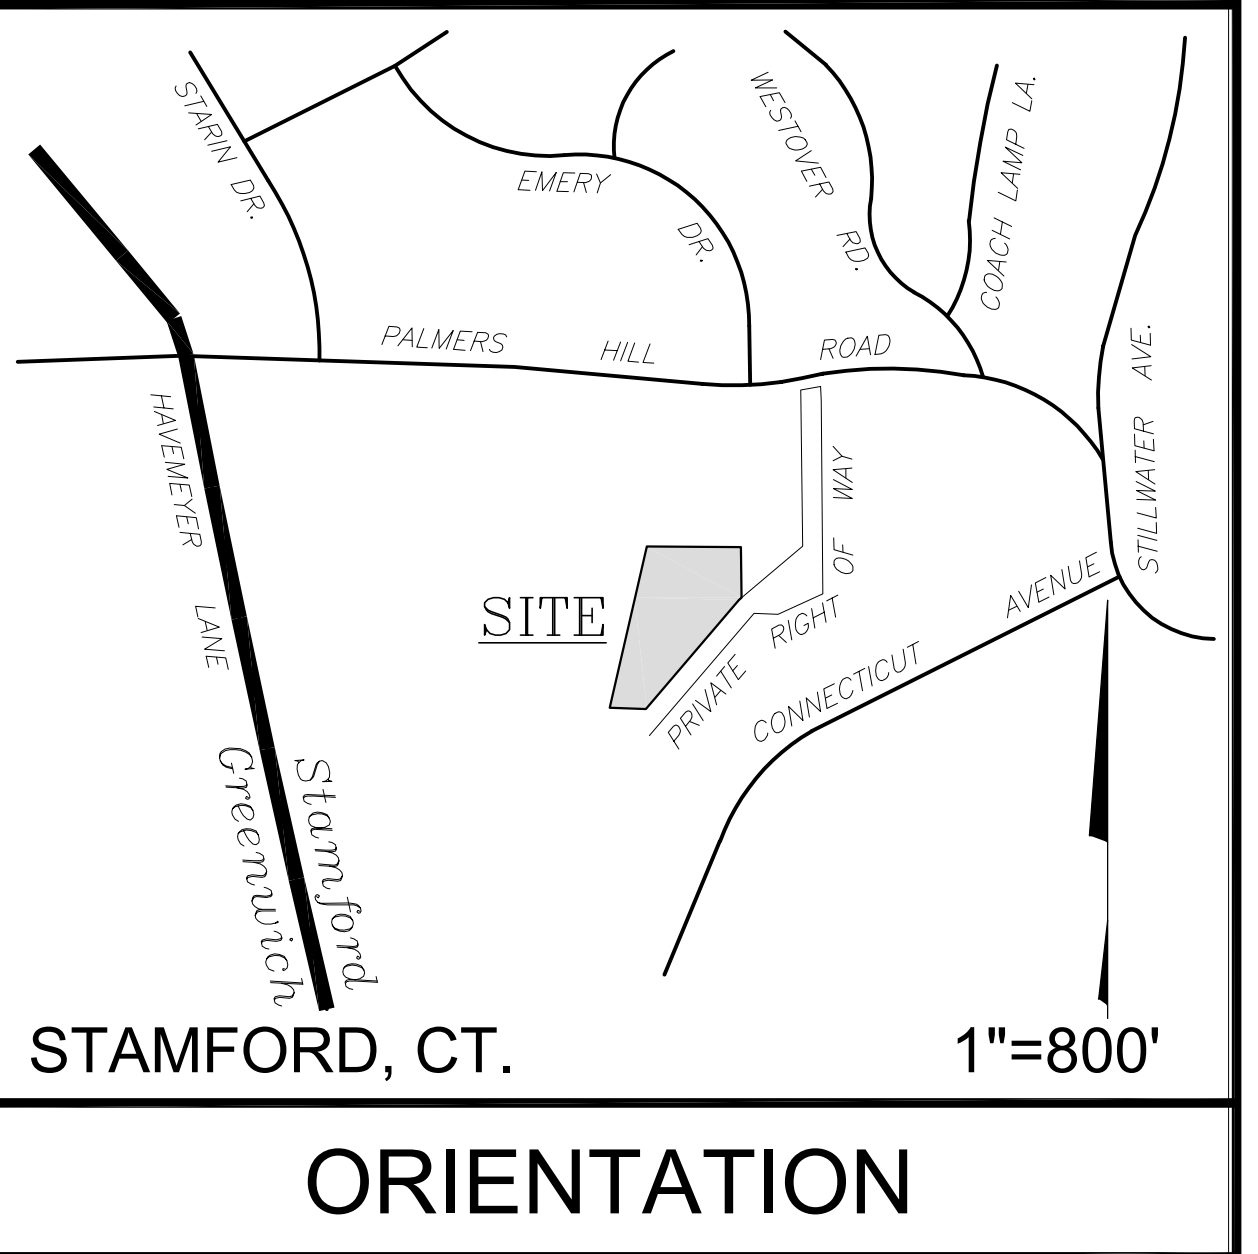 STARIN DR.
EMERY DR.
WESTOVER RD.
COACH LAMP LA.
PALMERS HILL ROAD
STILLWATER AVE.
HAVEMEYER LANE
SITE
PRIVATE RIGHT OF WAY
CONNECTICUT AVENUE
Greenwich
Stamford
STAMFORD, CT.
1"=800'
ORIENTATION